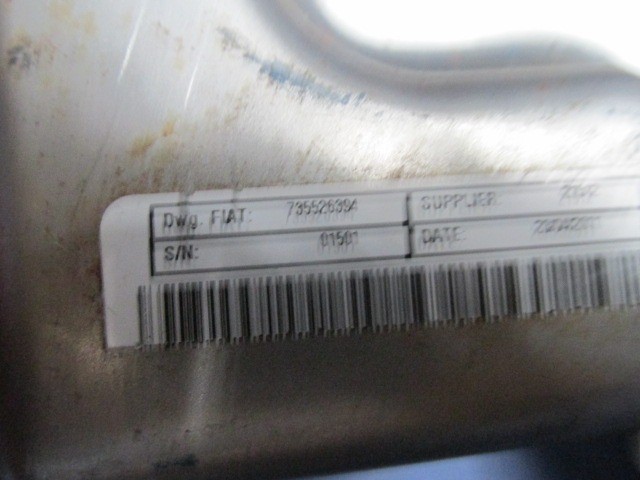 Dwg. FIAT: 735526394 SUPPLIER:
S/N: 01501 DATE: